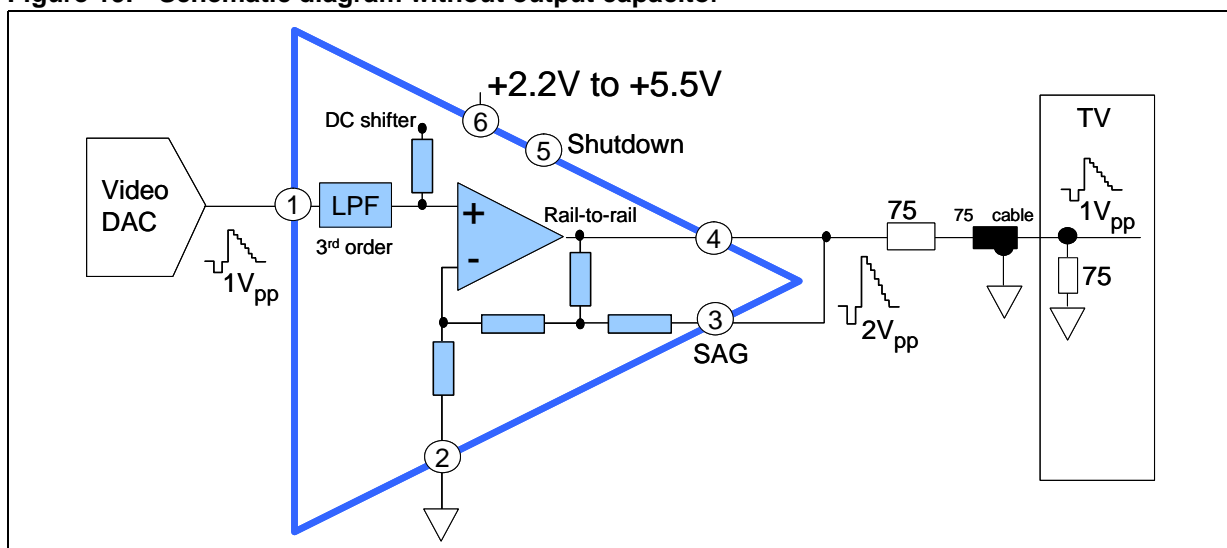 Figure 18. Schematic diagram without output capacitor
+2.2V to +5.5V
6
DC shifter
5
Shutdown
TV
Video
DAC
1
LPF
3rd order
+
-
Rail-to-rail
4
75
75
cable
1Vpp
1Vpp
75
2Vpp
3
SAG
2